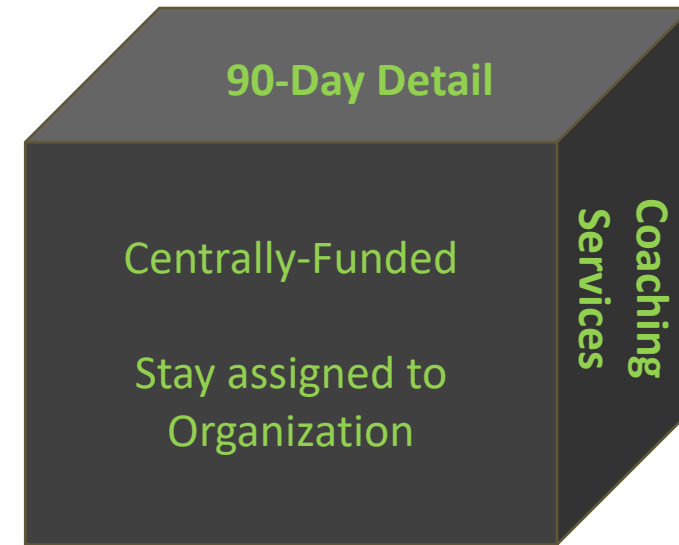 90-Day Detail
Centrally-Funded
Stay assigned to
Organization
Coaching
Services